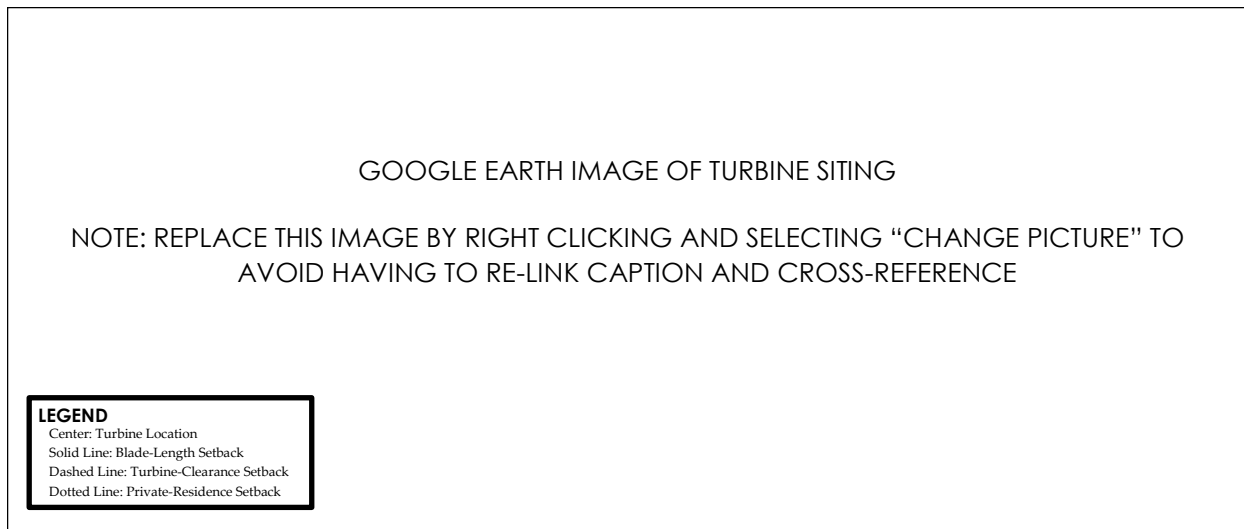 GOOGLE EARTH IMAGE OF TURBINE SITING
NOTE: REPLACE THIS IMAGE BY RIGHT CLICKING AND SELECTING “CHANGE PICTURE” TO
AVOID HAVING TO RE-LINK CAPTION AND CROSS-REFERENCE
LEGEND
Center: Turbine Location
Solid Line: Blade-Length Setback
Dashed Line: Turbine-Clearance Setback
Dotted Line: Private-Residence Setback